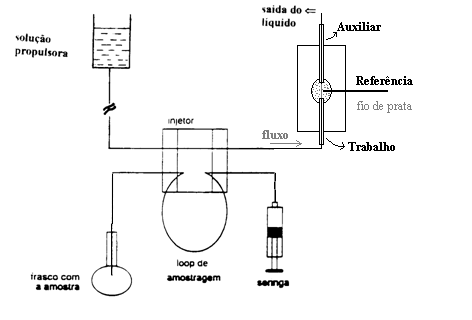 saída do ⇐
líquido
Auxiliar
solução
propulsora
Referência
fio de prata
injetor
fluxo
Trabalho
loop de
amostragem
seringa
frasco com
a amostra